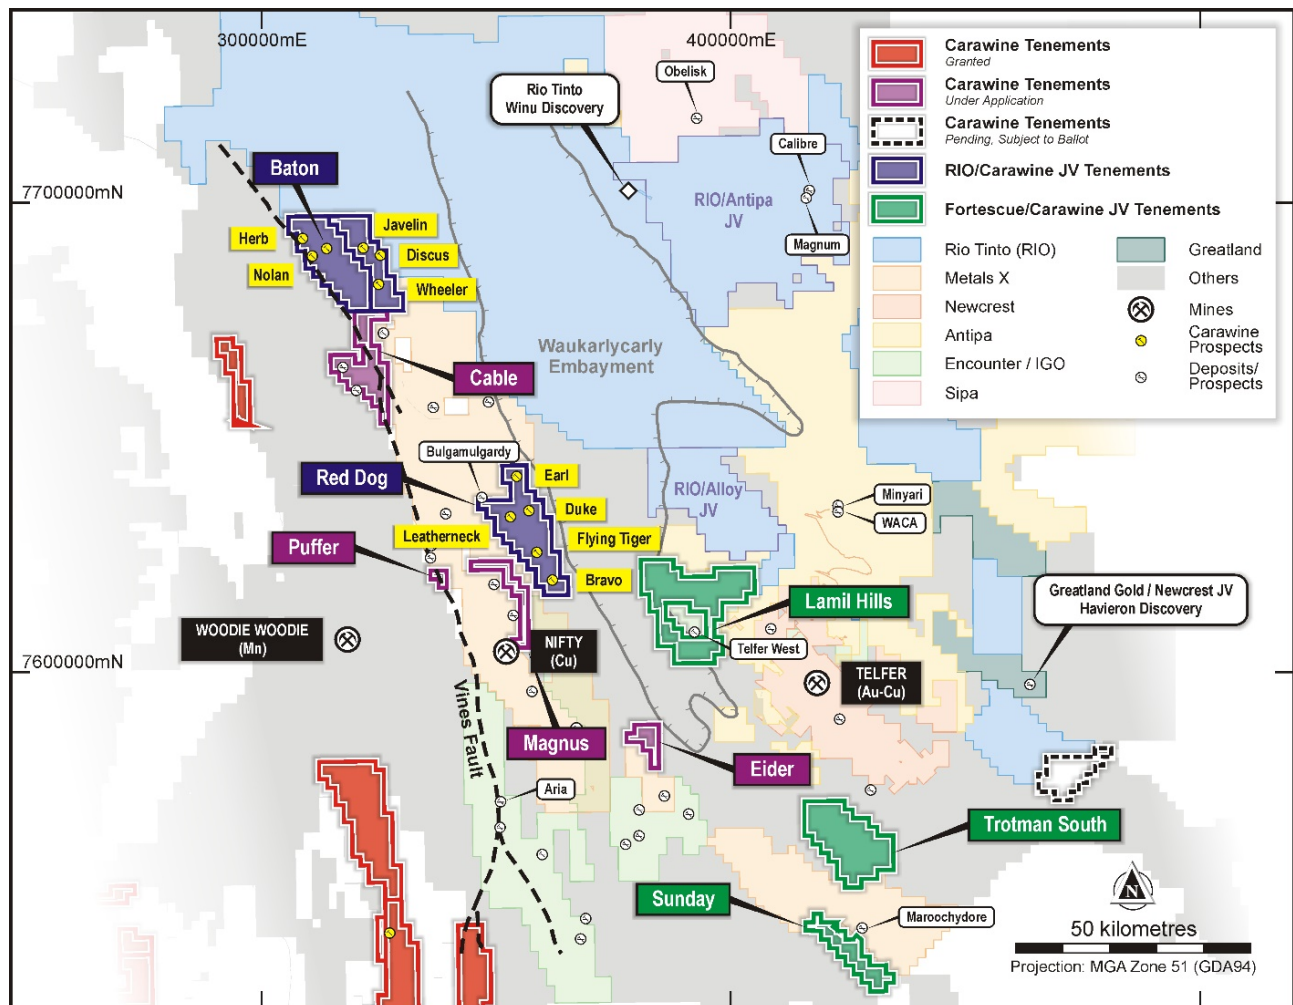 300000mE
400000mE
7700000mN
7600000mN
Carawine Tenements
Granted
Carawine Tenements
Under Application
Carawine Tenements
Pending, Subject to Ballot
RIO/Carawine JV Tenements
Fortescue/Carawine JV Tenements
Rio Tinto (RIO)
Metals X
Newcrest
Antipa
Encounter / IGO
Sipa
Greatland
Others
Mines
Carawine
Prospects
Deposits/
Prospects
Obelisk
Rio Tinto
Winu Discovery
Calibre
Baton
RIO/Antipa
JV
Javelin
Herb
Magnum
Discus
Nolan
Wheeler
Waukarlycarly
Embayment
Cable
Bulgamulgardy
Red Dog
Earl
RIO/Alloy
JV
Minyari
WACA
Duke
Leatherneck
Flying Tiger
Puffer
Bravo
Lamil Hills
Greatland Gold / Newcrest JV
Havieron Discovery
WOODIE WOODIE
(Mn)
NIFTY
(Cu)
Telfer West
TELFER
(Au-Cu)
Vines Fault
Magnus
Eider
Aria
Trotman South
Sunday
Maroochydore
N
50 kilometres
Projection: MGA Zone 51 (GDA94)